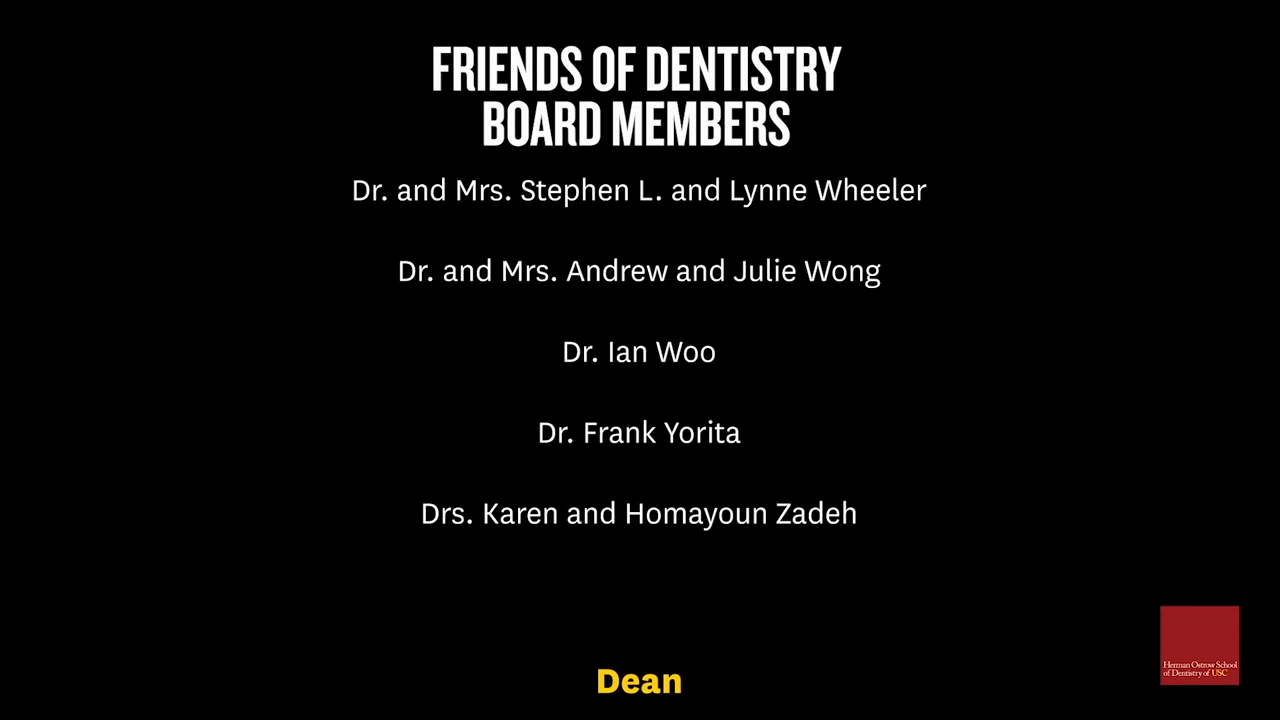 FRIENDS OF DENTISTRY
BOARD MEMBERS
Dr. and Mrs. Stephen L. and Lynne Wheeler
Dr. and Mrs. Andrew and Julie Wong
Dr. Ian Woo
Dr. Frank Yorita
Drs. Karen and Homayoun Zadeh
Herman Ostrow School
of Dentistry of USC
Dean